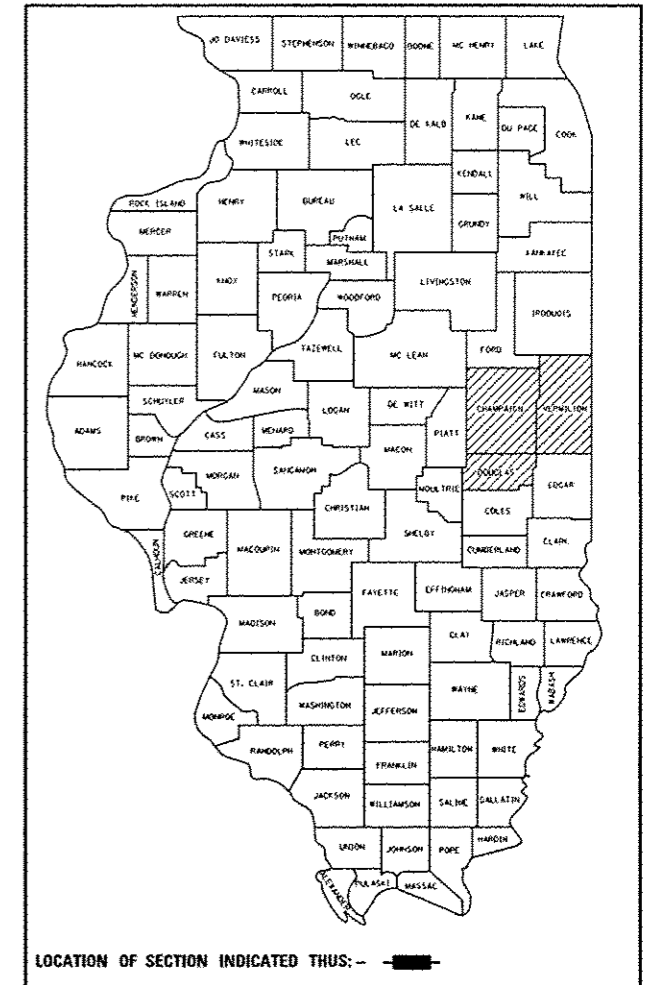 JO DAVIESS STEPHENSON WINNEBAGO BOONE MC HENRY LAKE
CARROLL OGLE DE KALB KANE DU PAGE COOK
WHITESIDE LEE KENDALL WILL
ROCK ISLAND HENRY BUREAU LA SALLE GRUNDY
MERCER STARK PUTNAM MARSHALL KANKAKEE
HENDERSON WARREN KNOX PEORIA WOODFORD LIVINGSTON IROQUOIS
HANCOCK MC DONOUGH FULTON TAZEWELL MC LEAN FORD
SCHUYLER MASON LOGAN DE WITT CHAMPAIGN VERMILION
ADAMS BROWN CASS MENARD MACON PIATT
PIKE SCOTT MORGAN SANGAMON CHRISTIAN MOULTRIE DOUGLAS EDGAR
COLES
CALHOUN GREENE MACOUPIN MONTGOMERY SHELBY CUMBERLAND CLARK
JERSEY FAYETTE EFFINGHAM JASPER CRAWFORD
MADISON BOND CLAY RICHLAND LAWRENCE
ST. CLAIR CLINTON MARION WAYNE EDWARDS WABASH
MONROE WASHINGTON JEFFERSON
RANDOLPH PERRY FRANKLIN HAMILTON WHITE
JACKSON WILLIAMSON SALINE GALLATIN
UNION JOHNSON POPE HARDIN
ALEXANDER PULASKI MASSAC
LOCATION OF SECTION INDICATED THUS:-